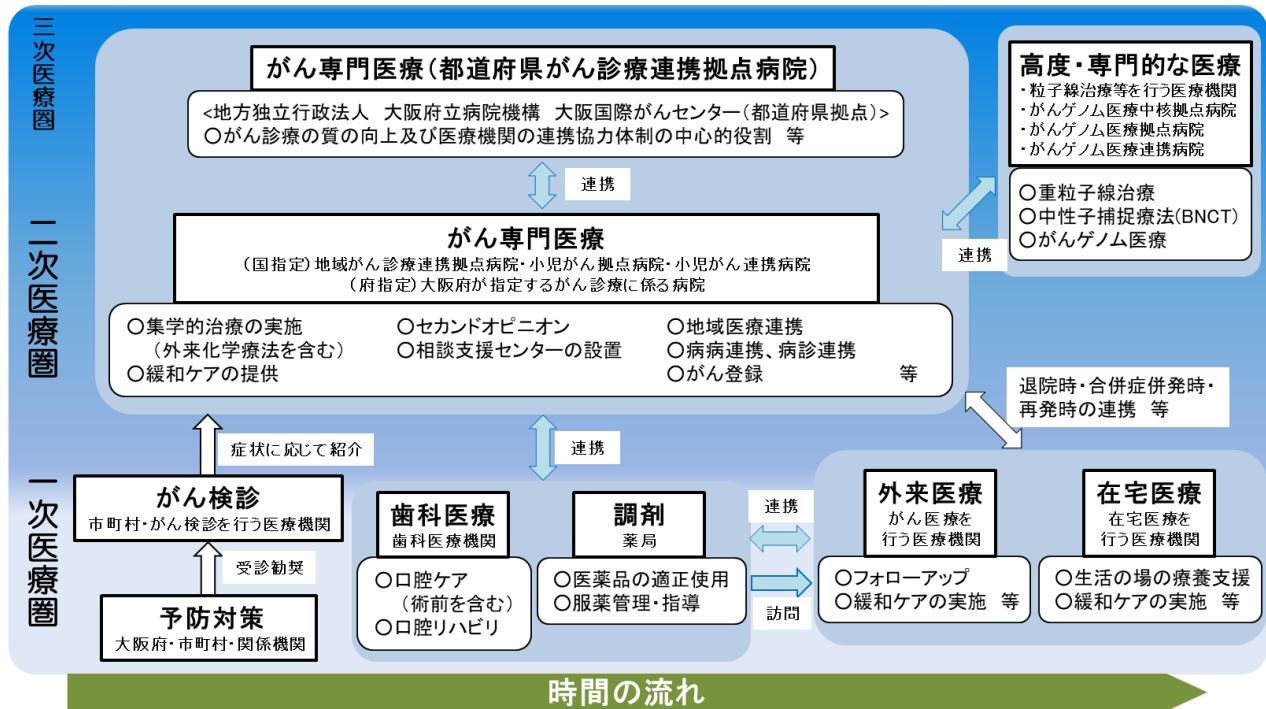 三次医療圏
がん専門医療(都道府県がん診療連携拠点病院)
<地方独立行政法人 大阪府立病院機構 大阪国際がんセンター(都道府県拠点)>
○がん診療の質の向上及び医療機関の連携協力体制の中心的役割 等
高度・専門的な医療
・粒子線治療等を行う医療機関
・がんゲノム医療中核拠点病院
・がんゲノム医療拠点病院
・がんゲノム医療連携病院
○重粒子線治療
○中性子捕捉療法(BNCT)
○がんゲノム医療
連携
連携
二次医療圏
がん専門医療
(国指定)地域がん診療連携拠点病院・小児がん拠点病院・小児がん連携病院
(府指定)大阪府が指定するがん診療に係る病院
○集学的治療の実施
(外来化学療法を含む)
○緩和ケアの提供
○セカンドオピニオン
○相談支援センターの設置
○地域医療連携
○病病連携、病診連携
○がん登録 等
退院時・合併症併発時・
再発時の連携 等
症状に応じて紹介
連携
一次医療圏
がん検診
市町村・がん検診を行う医療機関
受診勧奨
予防対策
大阪府・市町村・関係機関
歯科医療
歯科医療機関
○口腔ケア
(術前を含む)
○口腔リハビリ
調剤
薬局
○医薬品の適正使用
○服薬管理・指導
連携
訪問
外来医療
がん医療を
行う医療機関
○フォローアップ
○緩和ケアの実施 等
在宅医療
在宅医療を
行う医療機関
○生活の場の療養支援
○緩和ケアの実施 等
時間の流れ